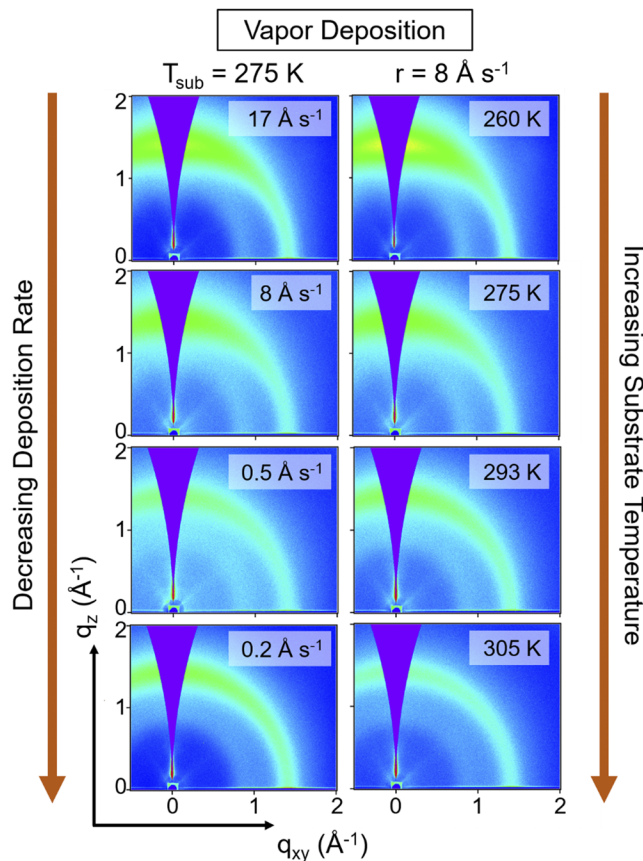 Vapor Deposition
T_sub = 275 K
r = 8 Å s⁻¹
2
17 Å s⁻¹
260 K
1
0
2
8 Å s⁻¹
275 K
1
0
2
0.5 Å s⁻¹
293 K
1
0
2
0.2 Å s⁻¹
305 K
1
0
0 1 2 0 1 2
q_z (Å⁻¹)
q_xy (Å⁻¹)
q_xy (Å⁻¹)
Decreasing Deposition Rate
Increasing Substrate Temperature